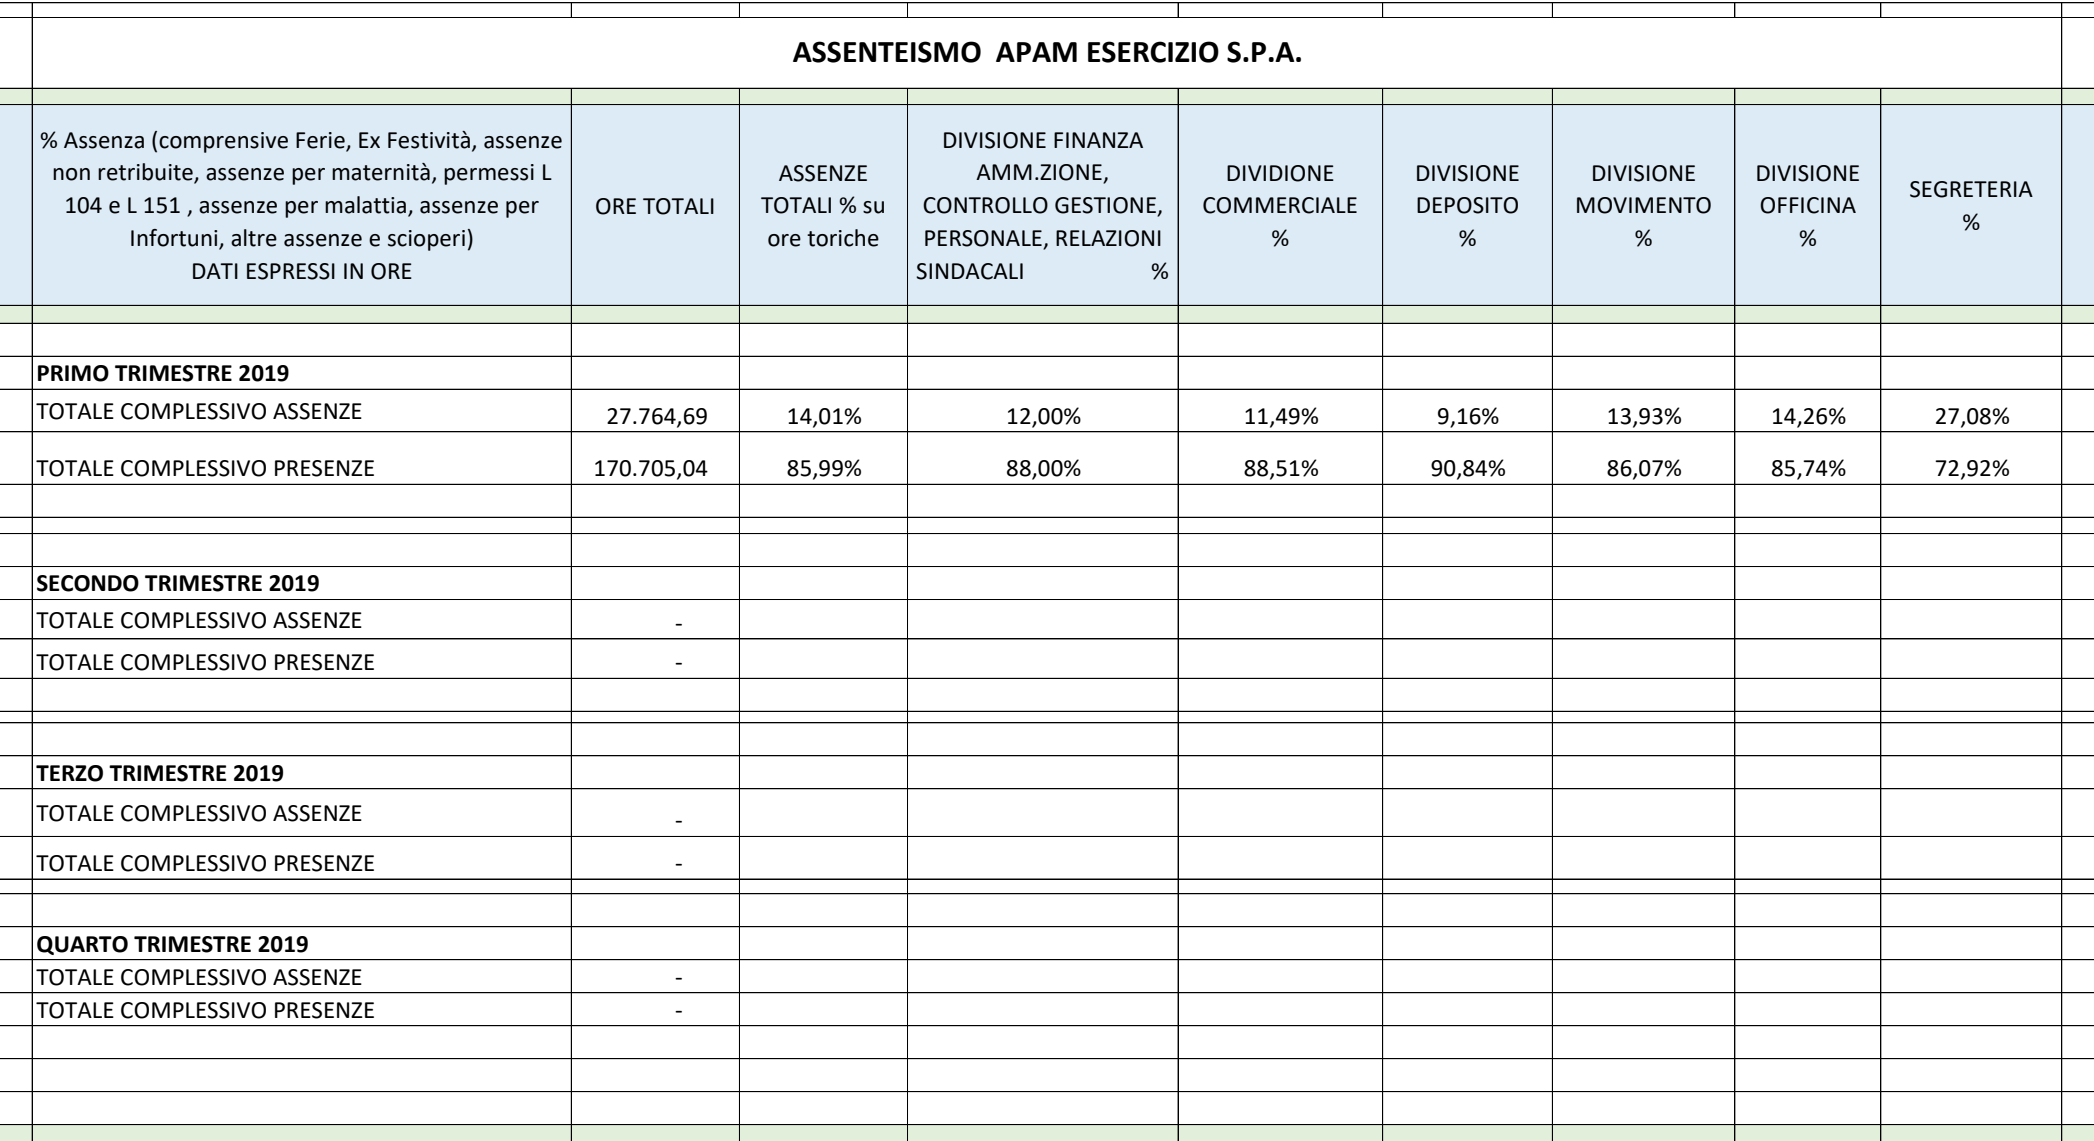 ASSENTEISMO  APAM ESERCIZIO S.P.A.
% Assenza (comprensive Ferie, Ex Festività, assenze
non retribuite, assenze per maternità, permessi L
104 e L 151 , assenze per malattia, assenze per
Infortuni, altre assenze e scioperi)
DATI ESPRESSI IN ORE
ORE TOTALI
ASSENZE
TOTALI % su
ore toriche
DIVISIONE FINANZA
AMM.ZIONE,
CONTROLLO GESTIONE,
PERSONALE, RELAZIONI
SINDACALI %
DIVIDIONE
COMMERCIALE
%
DIVISIONE
DEPOSITO
%
DIVISIONE
MOVIMENTO
%
DIVISIONE
OFFICINA
%
SEGRETERIA
%
PRIMO TRIMESTRE 2019
TOTALE COMPLESSIVO ASSENZE 27.764,69 14,01% 12,00% 11,49% 9,16% 13,93% 14,26% 27,08%
TOTALE COMPLESSIVO PRESENZE 170.705,04 85,99% 88,00% 88,51% 90,84% 86,07% 85,74% 72,92%
SECONDO TRIMESTRE 2019
TOTALE COMPLESSIVO ASSENZE -
TOTALE COMPLESSIVO PRESENZE -
TERZO TRIMESTRE 2019
TOTALE COMPLESSIVO ASSENZE -
TOTALE COMPLESSIVO PRESENZE -
QUARTO TRIMESTRE 2019
TOTALE COMPLESSIVO ASSENZE -
TOTALE COMPLESSIVO PRESENZE -